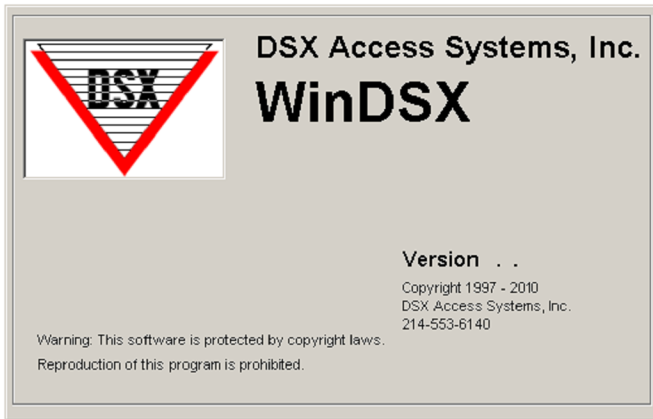 DSX
DSX Access Systems, Inc.
WinDSX
Version . .
Copyright 1997 - 2010
DSX Access Systems, Inc.
214-553-6140
Warning: This software is protected by copyright laws.
Reproduction of this program is prohibited.